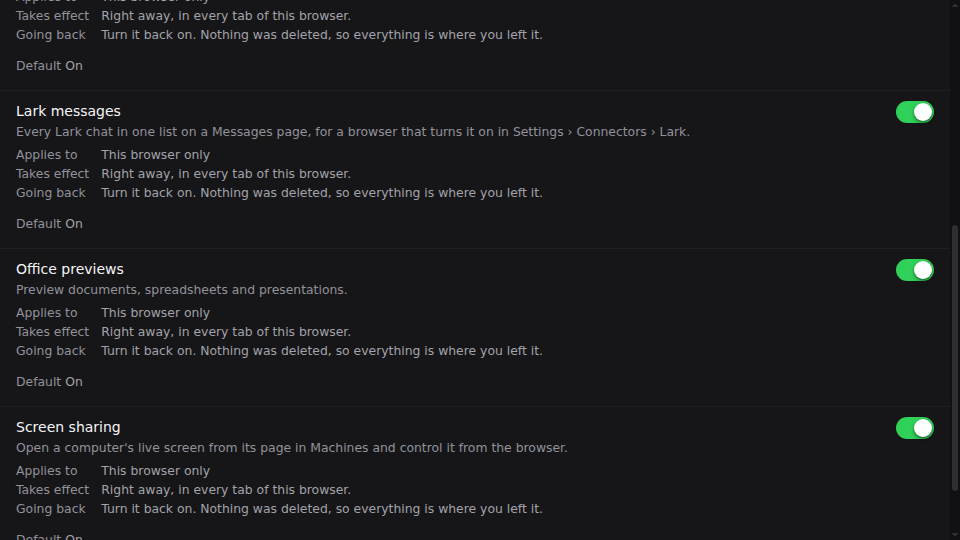 Applies to This browser only
Takes effect Right away, in every tab of this browser.
Going back Turn it back on. Nothing was deleted, so everything is where you left it.
Default On
Lark messages
Every Lark chat in one list on a Messages page, for a browser that turns it on in Settings › Connectors › Lark.
Applies to This browser only
Takes effect Right away, in every tab of this browser.
Going back Turn it back on. Nothing was deleted, so everything is where you left it.
Default On
Office previews
Preview documents, spreadsheets and presentations.
Applies to This browser only
Takes effect Right away, in every tab of this browser.
Going back Turn it back on. Nothing was deleted, so everything is where you left it.
Default On
Screen sharing
Open a computer's live screen from its page in Machines and control it from the browser.
Applies to This browser only
Takes effect Right away, in every tab of this browser.
Going back Turn it back on. Nothing was deleted, so everything is where you left it.
Default On